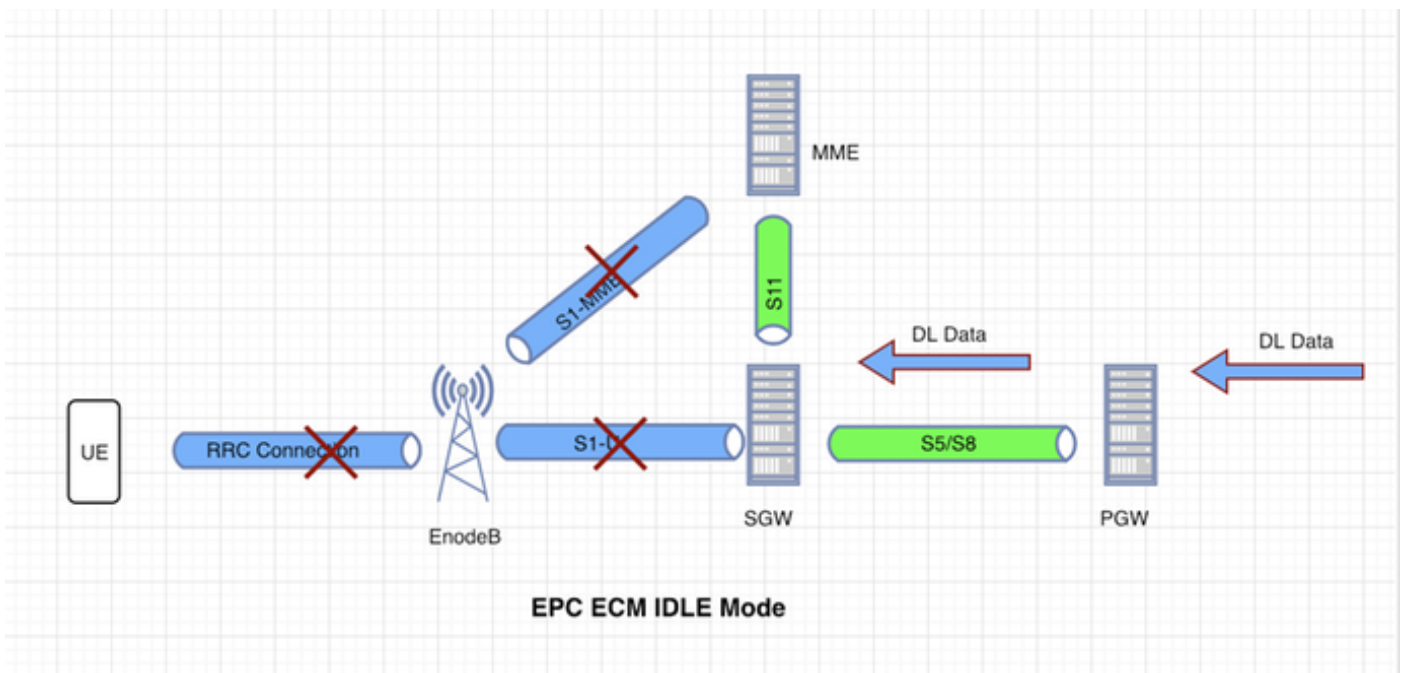 MME
S1-MME
S11
DL Data
DL Data
UE
RRC Connection
S1-U
S5/S8
EnodeB
SGW
PGW
EPC ECM IDLE Mode